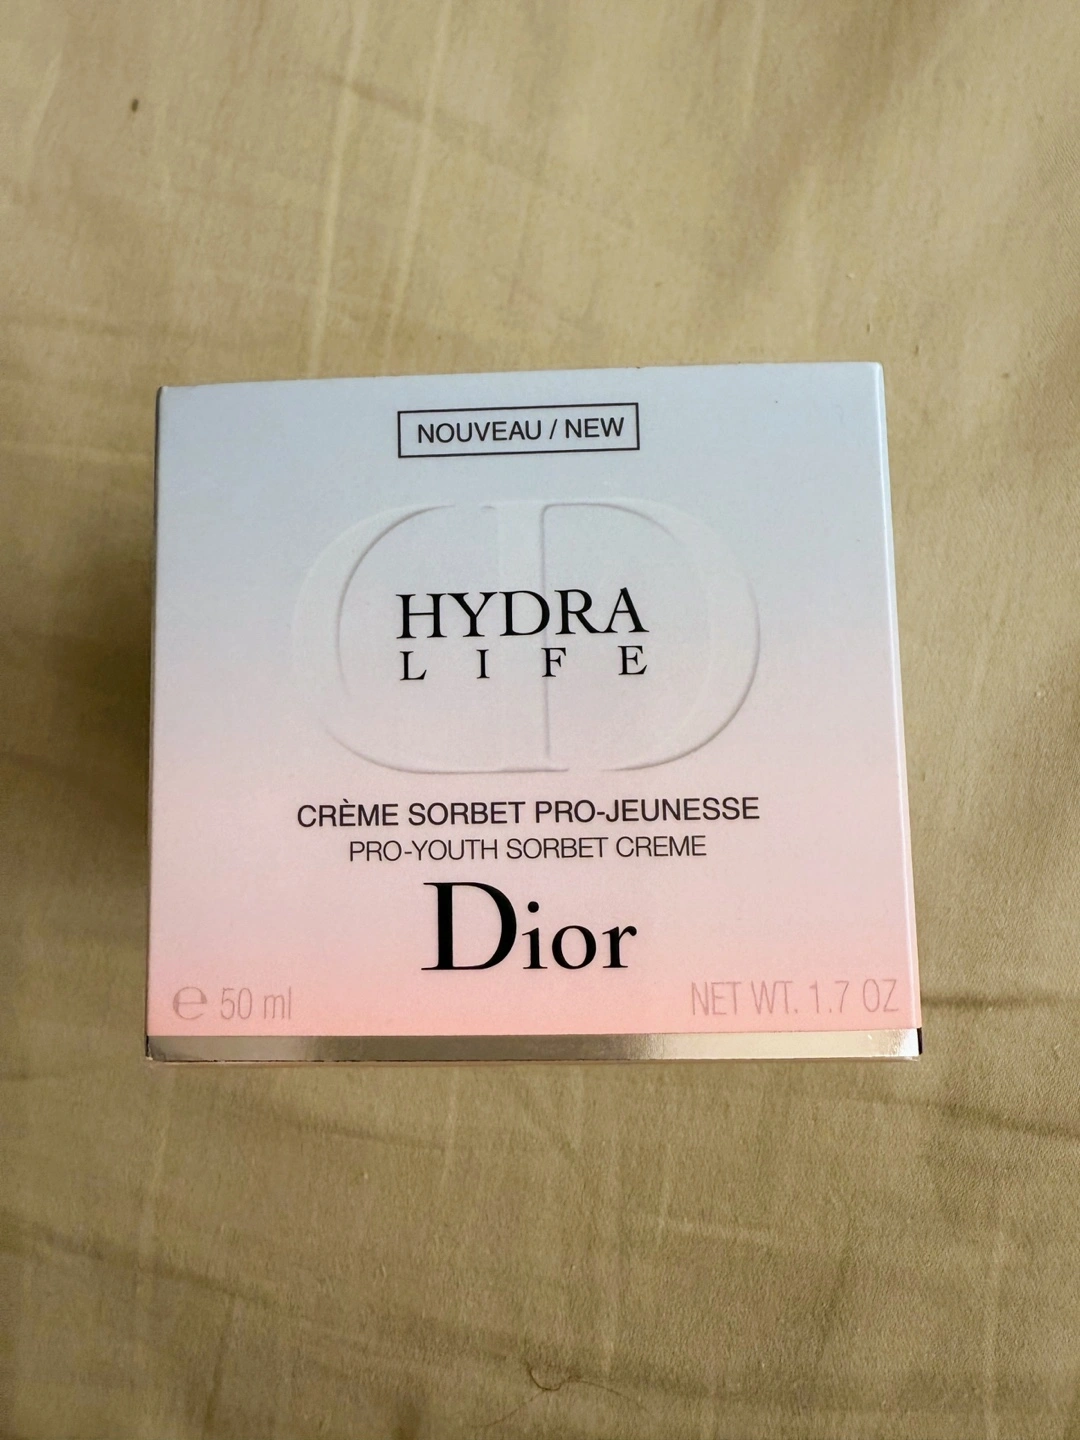 NOUVEAU / NEW
HYDRA
LIFE
CRÈME SORBET PRO-JEUNESSE
PRO-YOUTH SORBET CREME
Dior
e 50 ml
NET WT. 1.7 OZ